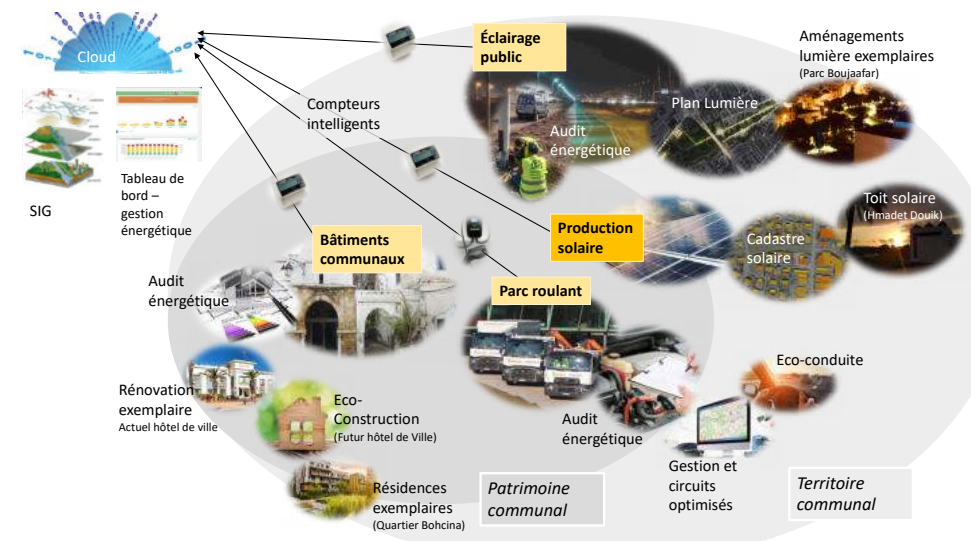 Cloud
SIG
Tableau de
bord –
gestion
énergétique
Compteurs
intelligents
Éclairage
public
Audit
énergétique
Plan Lumière
Aménagements
lumière exemplaires
(Parc Boujaafar)
Production
solaire
Cadastre
solaire
Toit solaire
(Hmadet Douik)
Bâtiments
communaux
Audit
énergétique
Rénovation
exemplaire
Actuel hôtel de ville
Eco-
Construction
(Futur hôtel de Ville)
Résidences
exemplaires
(Quartier Bohcina)
Parc roulant
Audit
énergétique
Eco-conduite
Gestion et
circuits
optimisés
Patrimoine
communal
Territoire
communal